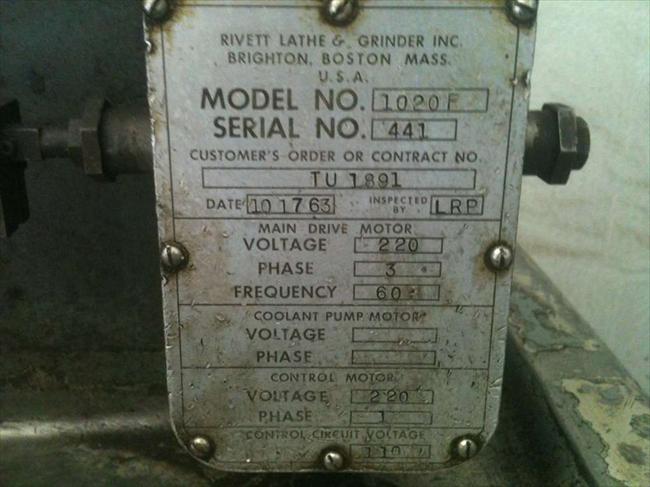 RIVETT LATHE & GRINDER INC.
BRIGHTON, BOSTON MASS.
U.S.A.
MODEL NO. 1020F
SERIAL NO. 441
CUSTOMER'S ORDER OR CONTRACT NO.
TU 1891
DATE 10 17 63 INSPECTED BY LRP
MAIN DRIVE MOTOR
VOLTAGE 220
PHASE 3
FREQUENCY 60
COOLANT PUMP MOTOR
VOLTAGE
PHASE
CONTROL MOTOR
VOLTAGE 220
PHASE 1
CONTROL CIRCUIT VOLTAGE
110